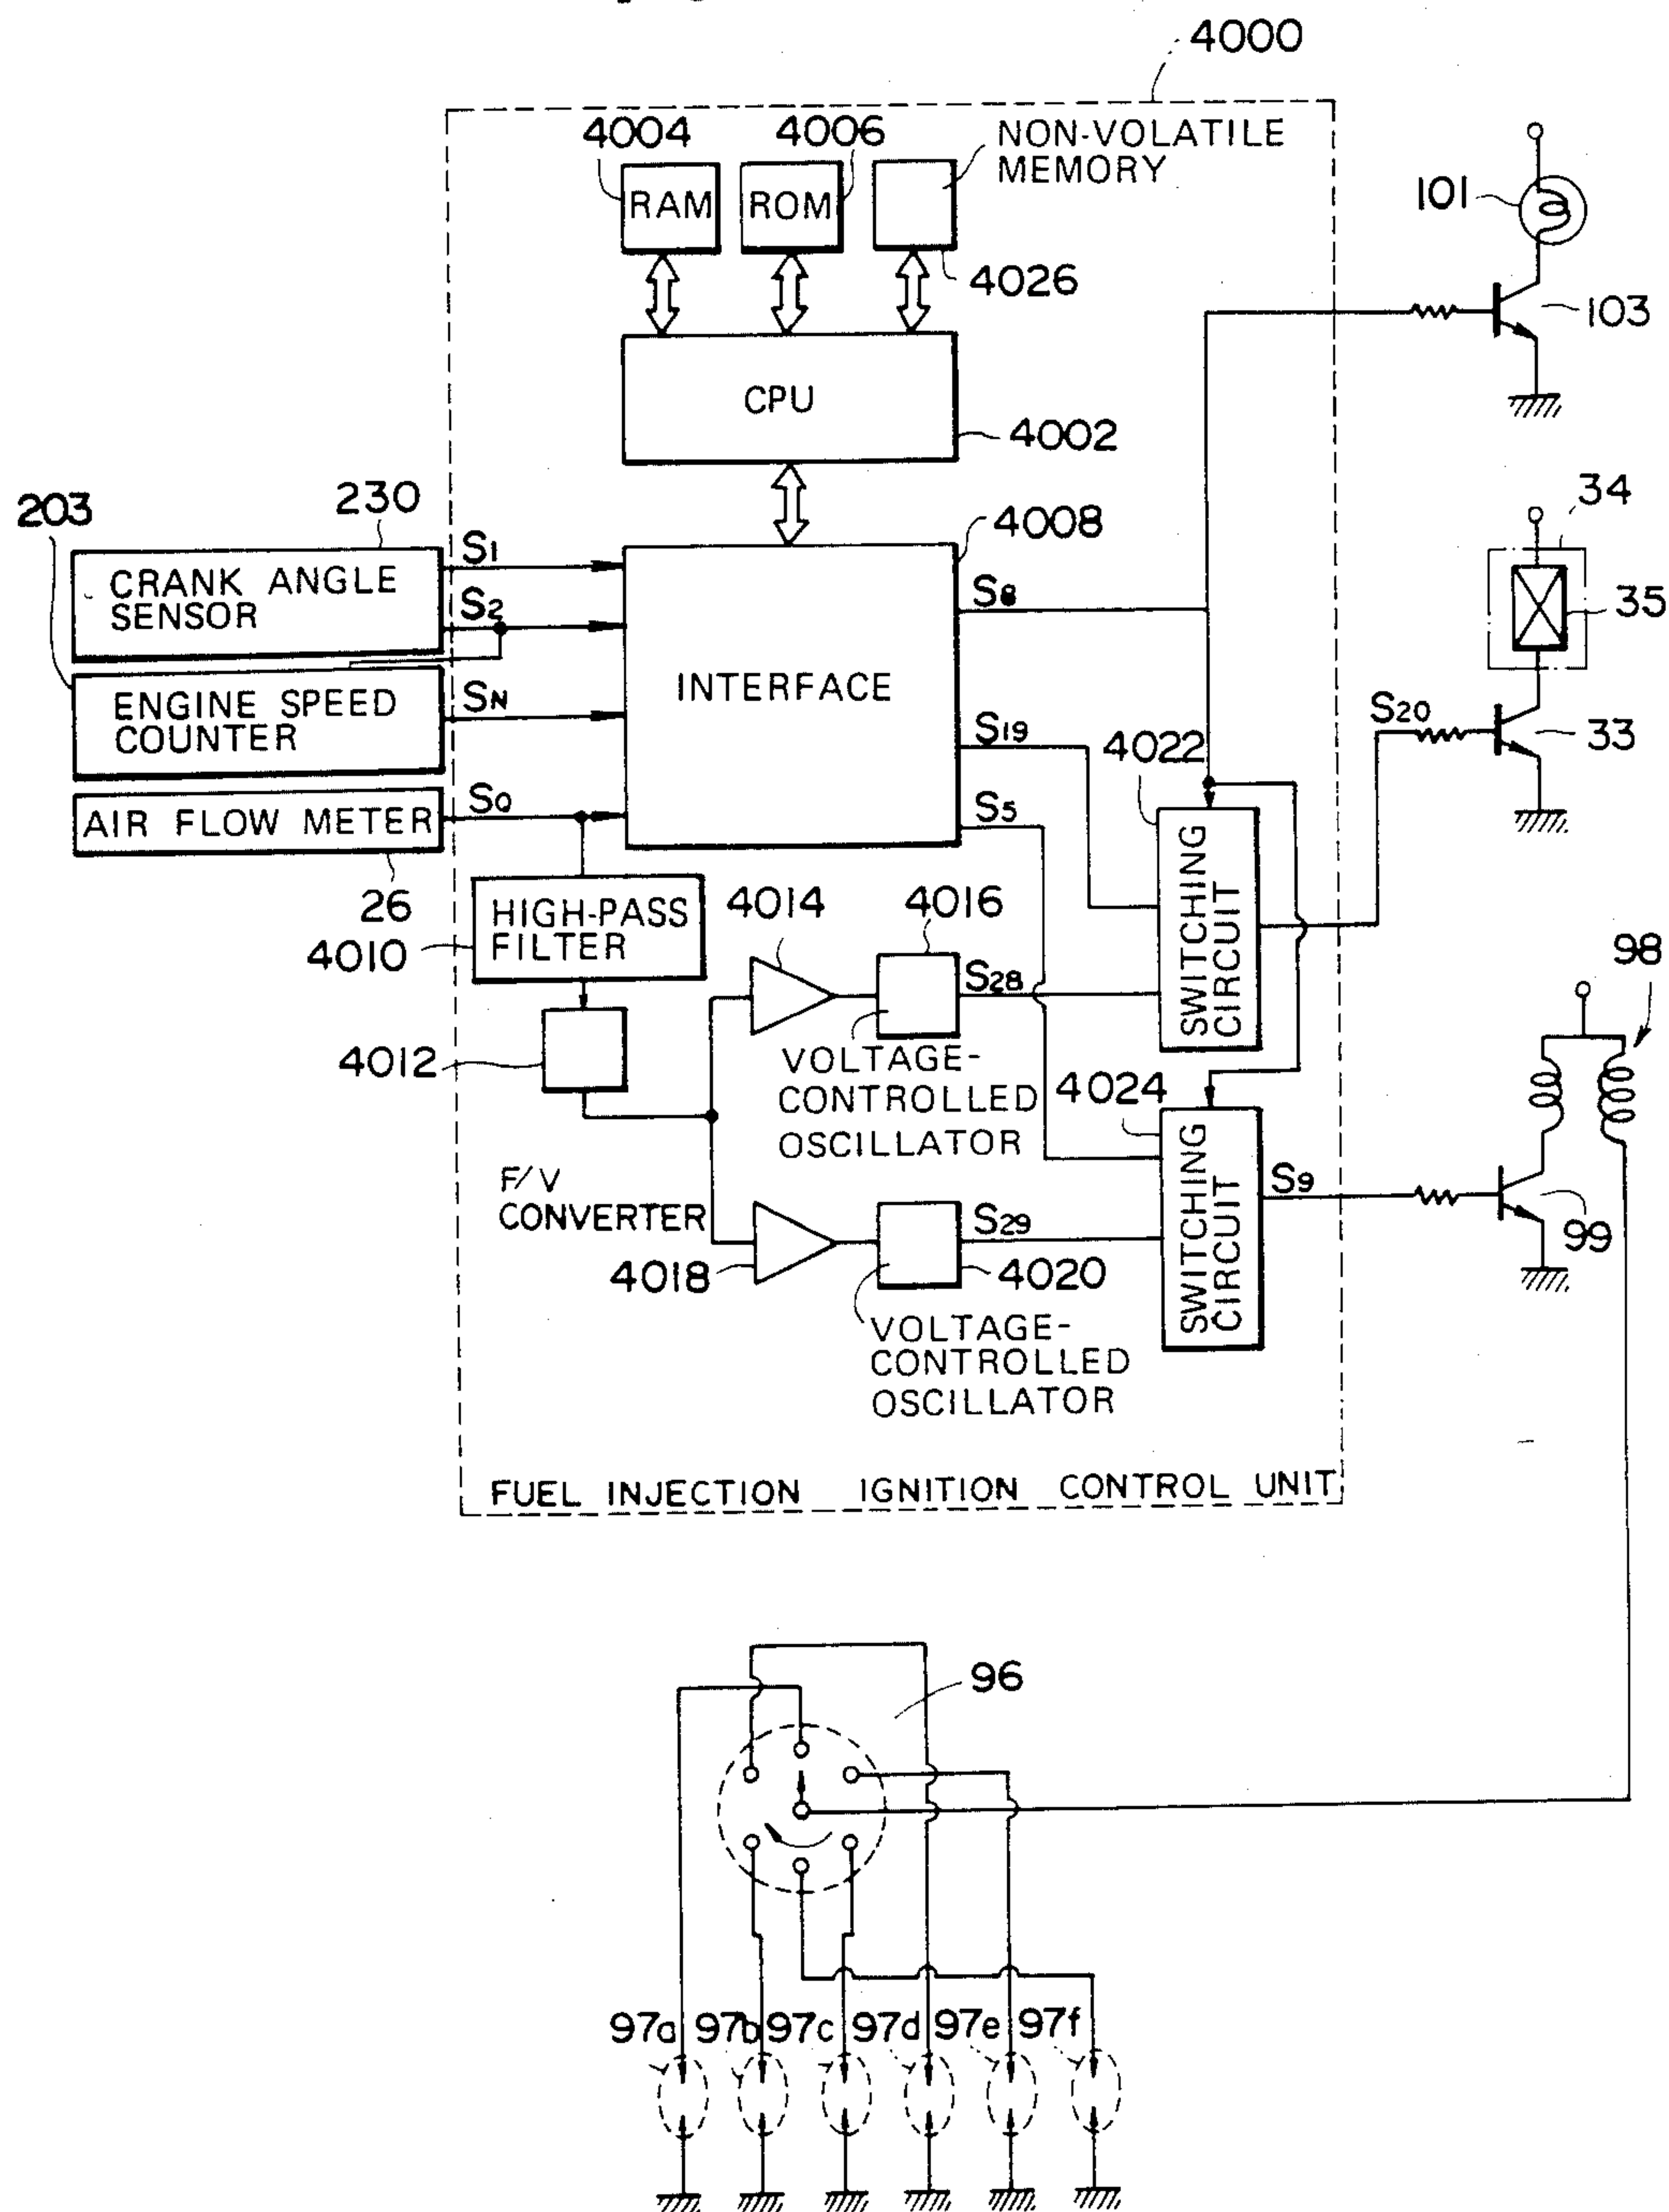 4000
4004
4006
NON-VOLATILE
MEMORY
RAM
ROM
4026
101
103
CPU
4002
203
230
4008
34
35
CRANK ANGLE
SENSOR
S1
S2
S8
INTERFACE
ENGINE SPEED
COUNTER
SN
S19
4022
S20
33
AIR FLOW METER
SQ
S5
26
HIGH-PASS
FILTER
4010
4014
4016
S28
SWITCHING
CIRCUIT
98
4012
VOLTAGE-
CONTROLLED
OSCILLATOR
4024
F/V
CONVERTER
S29
SWITCHING
CIRCUIT
S9
99
4018
4020
VOLTAGE-
CONTROLLED
OSCILLATOR
FUEL INJECTION IGNITION CONTROL UNIT
96
97a 97b 97c 97d 97e 97f